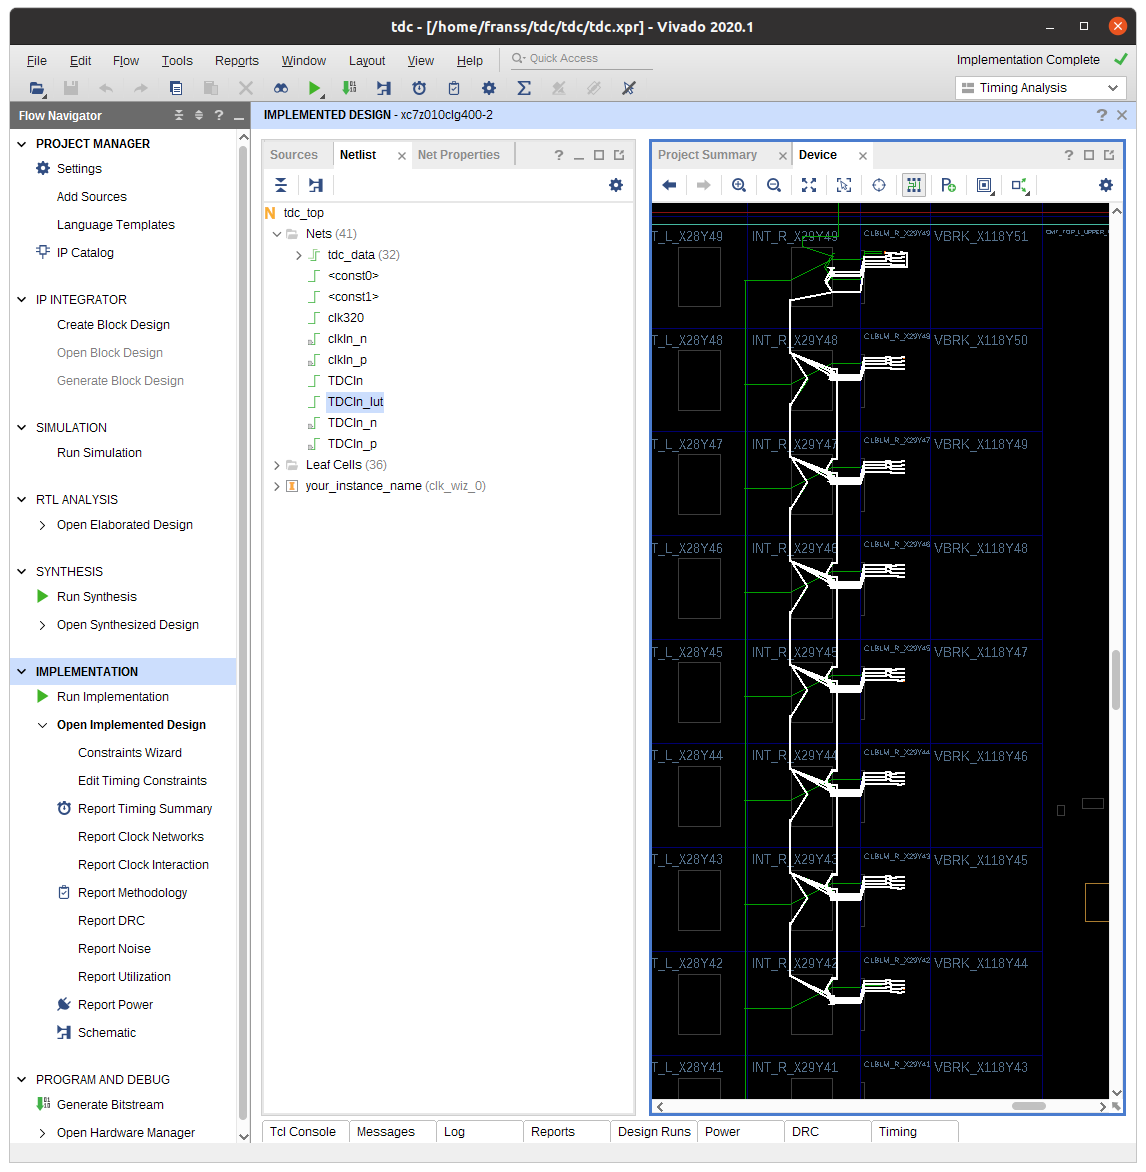 tdc - [/home/franss/tdc/tdc/tdc.xpr] - Vivado 2020.1
File Edit Flow Tools Reports Window Layout View Help Quick Access Implementation Complete
Timing Analysis
Flow Navigator
IMPLEMENTED DESIGN - xc7z010clg400-2
PROJECT MANAGER
Settings
Add Sources
Language Templates
IP Catalog
IP INTEGRATOR
Create Block Design
Open Block Design
Generate Block Design
SIMULATION
Run Simulation
RTL ANALYSIS
Open Elaborated Design
SYNTHESIS
Run Synthesis
Open Synthesized Design
IMPLEMENTATION
Run Implementation
Open Implemented Design
Constraints Wizard
Edit Timing Constraints
Report Timing Summary
Report Clock Networks
Report Clock Interaction
Report Methodology
Report DRC
Report Noise
Report Utilization
Report Power
Schematic
PROGRAM AND DEBUG
Generate Bitstream
Open Hardware Manager
Sources Netlist Net Properties
tdc_top
Nets (41)
tdc_data (32)
<const0>
<const1>
clk320
clkIn_n
clkIn_p
TDCIn
TDCIn_lut
TDCIn_n
TDCIn_p
Leaf Cells (36)
your_instance_name (clk_wiz_0)
Project Summary Device
T_L_X28Y49 INT_R_X29Y49 CLBLM_R_X29Y49 VBRK_X118Y51
T_L_X28Y48 INT_R_X29Y48 CLBLM_R_X29Y48 VBRK_X118Y50
T_L_X28Y47 INT_R_X29Y47 CLBLM_R_X29Y47 VBRK_X118Y49
T_L_X28Y46 INT_R_X29Y46 CLBLM_R_X29Y46 VBRK_X118Y48
T_L_X28Y45 INT_R_X29Y45 CLBLM_R_X29Y45 VBRK_X118Y47
T_L_X28Y44 INT_R_X29Y44 CLBLM_R_X29Y44 VBRK_X118Y46
T_L_X28Y43 INT_R_X29Y43 CLBLM_R_X29Y43 VBRK_X118Y45
T_L_X28Y42 INT_R_X29Y42 CLBLM_R_X29Y42 VBRK_X118Y44
T_L_X28Y41 INT_R_X29Y41 CLBLM_R_X29Y41 VBRK_X118Y43
Tcl Console Messages Log Reports Design Runs Power DRC Timing